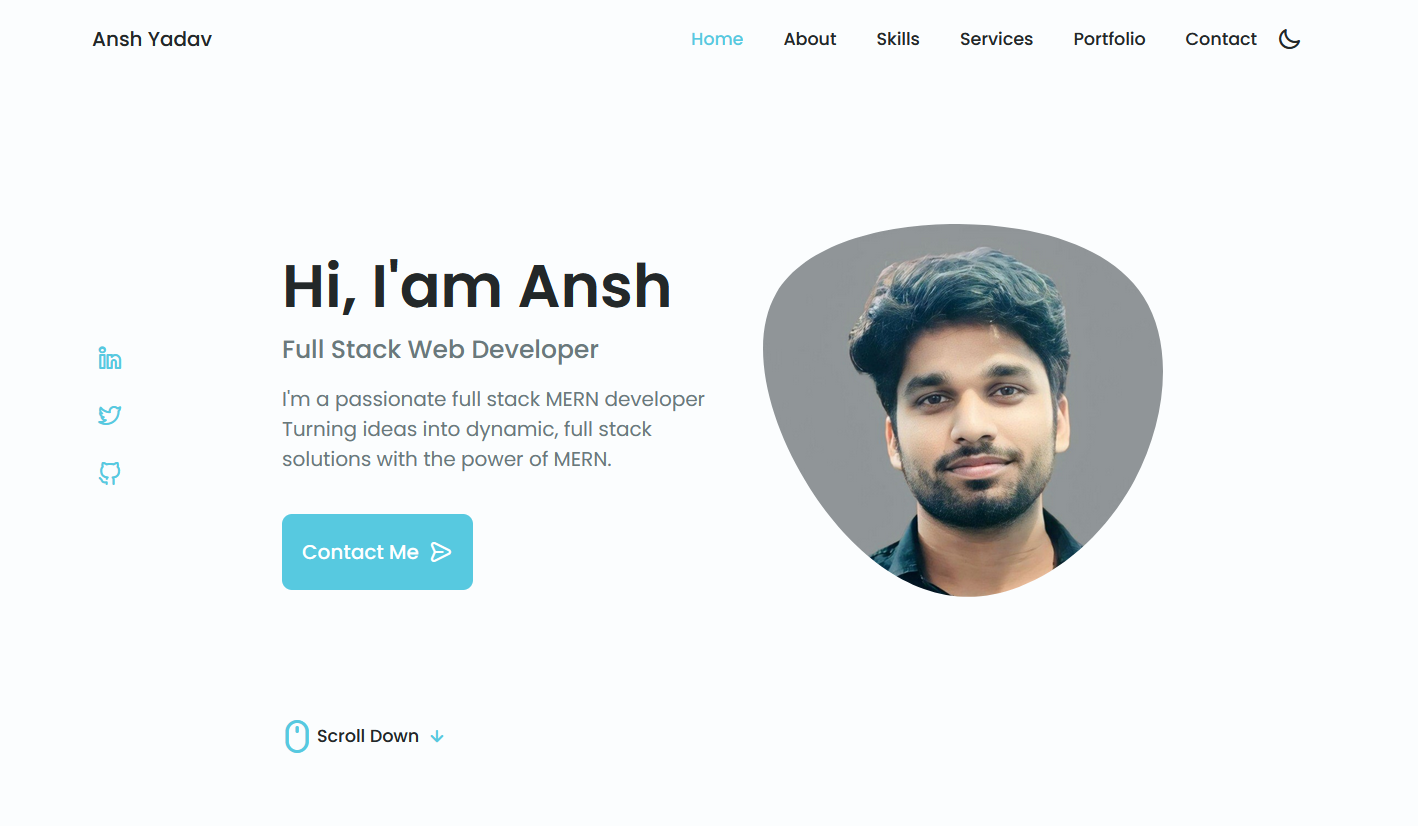 Ansh Yadav
Home About Skills Services Portfolio Contact
Hi, I'am Ansh
Full Stack Web Developer
I'm a passionate full stack MERN developer
Turning ideas into dynamic, full stack
solutions with the power of MERN.
Contact Me
Scroll Down